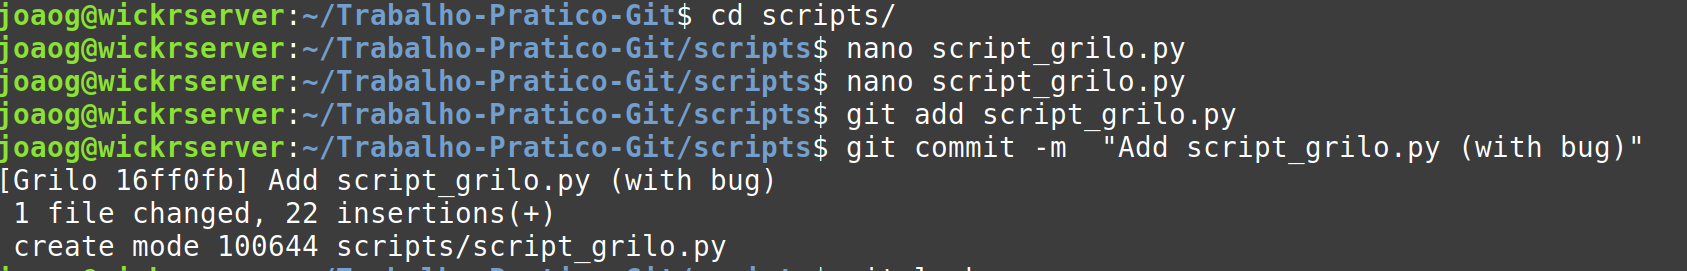 joaog@wickrserver:~/Trabalho-Pratico-Git$ cd scripts/
joaog@wickrserver:~/Trabalho-Pratico-Git/scripts$ nano script_grilo.py
joaog@wickrserver:~/Trabalho-Pratico-Git/scripts$ nano script_grilo.py
joaog@wickrserver:~/Trabalho-Pratico-Git/scripts$ git add script_grilo.py
joaog@wickrserver:~/Trabalho-Pratico-Git/scripts$ git commit -m  "Add script_grilo.py (with bug)"
[Grilo 16ff0fb] Add script_grilo.py (with bug)
 1 file changed, 22 insertions(+)
 create mode 100644 scripts/script_grilo.py